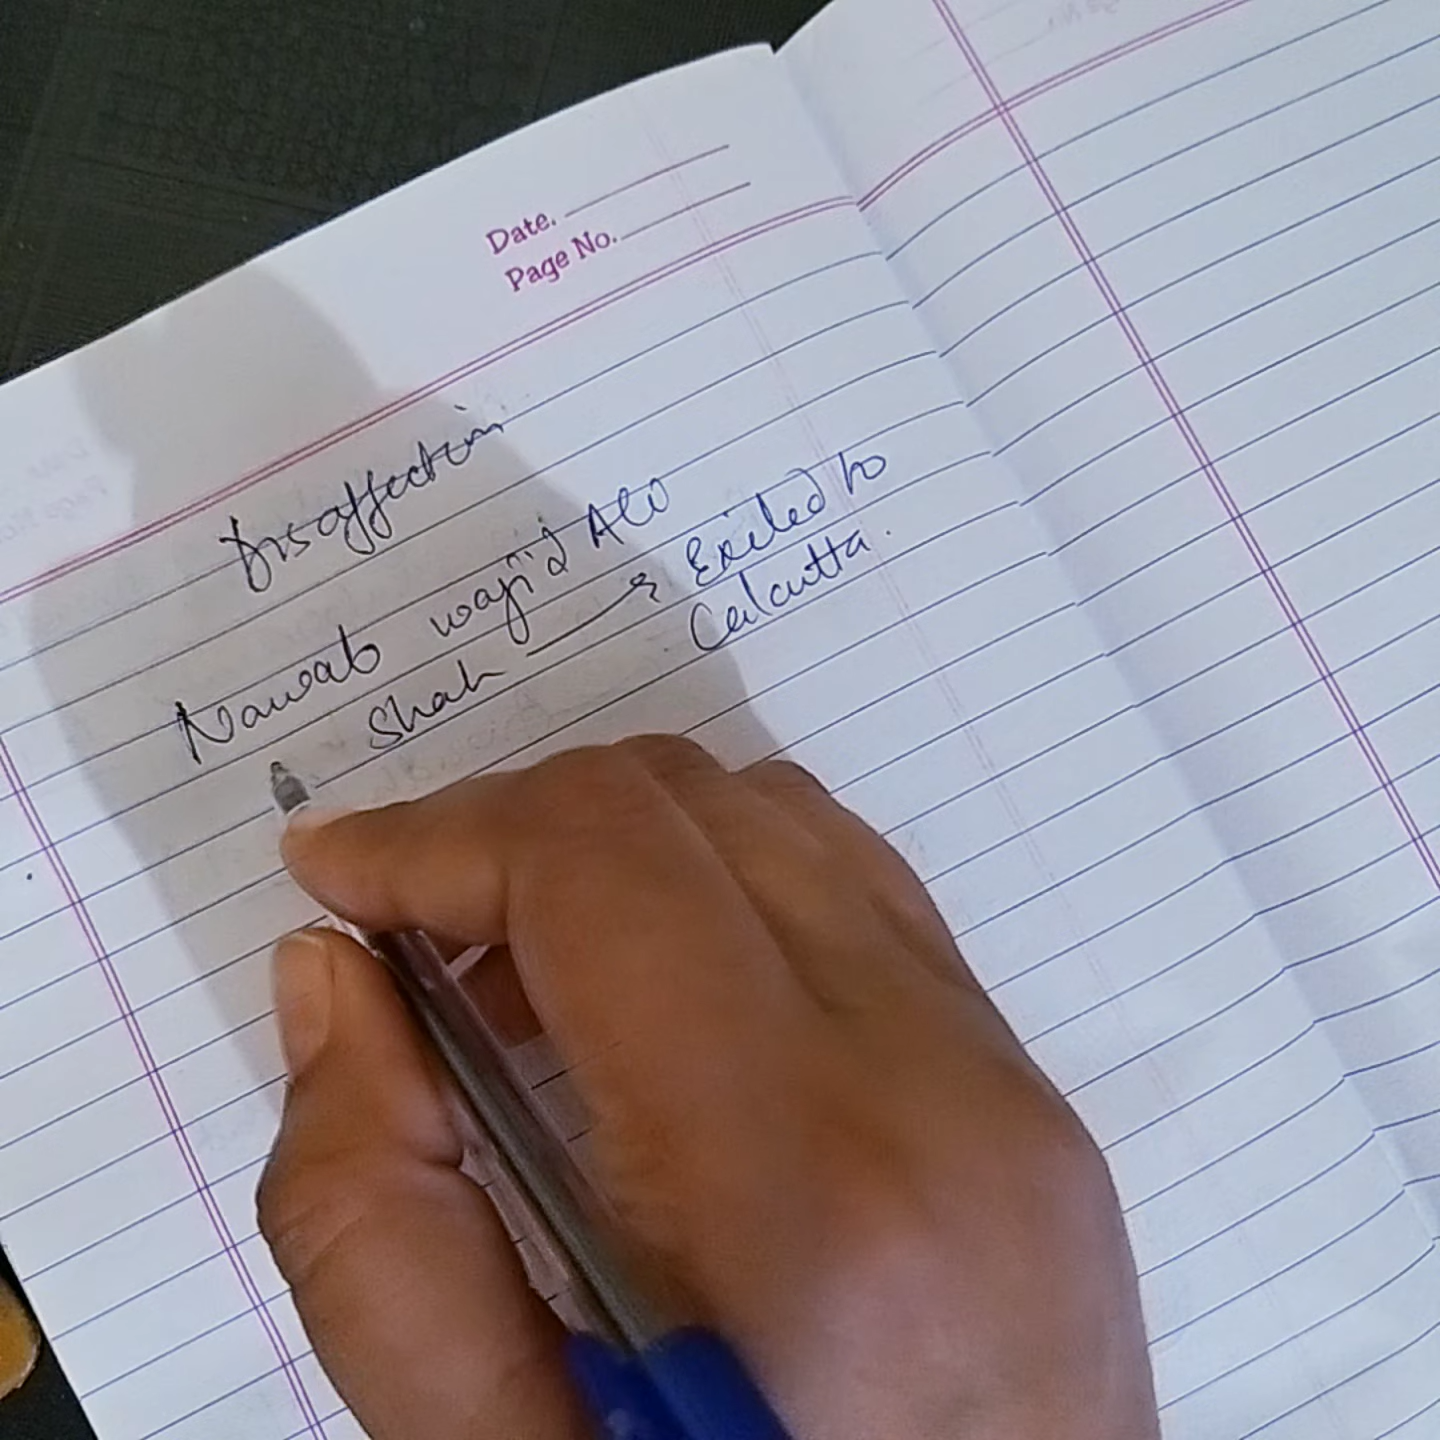 Date.
Page No.
Disaffection
Nawab wajid Ali
Shah → Exiled to
Calcutta.